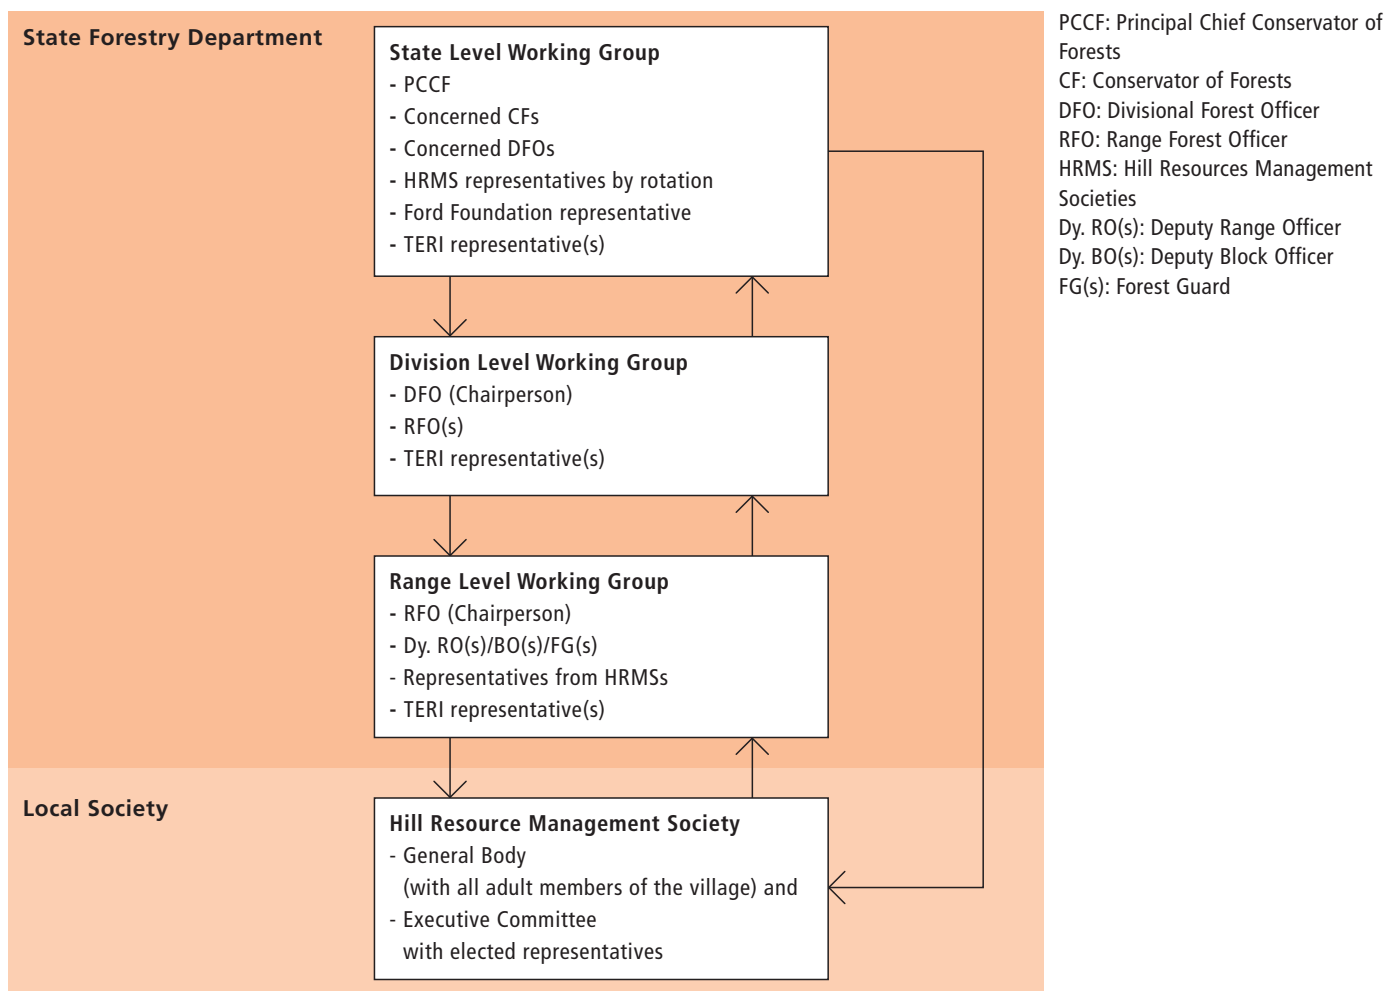 State Forestry Department
State Level Working Group
- PCCF
- Concerned CFs
- Concerned DFOs
- HRMS representatives by rotation
- Ford Foundation representative
- TERI representative(s)
Division Level Working Group
- DFO (Chairperson)
- RFO(s)
- TERI representative(s)
Range Level Working Group
- RFO (Chairperson)
- Dy. RO(s)/BO(s)/FG(s)
- Representatives from HRMSs
- TERI representative(s)
Local Society
Hill Resource Management Society
- General Body
(with all adult members of the village) and
- Executive Committee
with elected representatives
PCCF: Principal Chief Conservator of
Forests
CF: Conservator of Forests
DFO: Divisional Forest Officer
RFO: Range Forest Officer
HRMS: Hill Resources Management
Societies
Dy. RO(s): Deputy Range Officer
Dy. BO(s): Deputy Block Officer
FG(s): Forest Guard